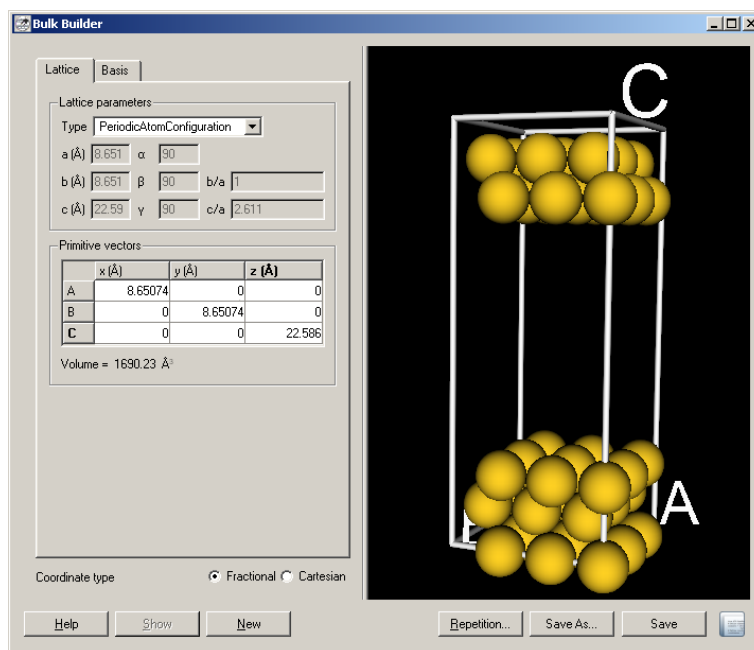 Bulk Builder
Lattice Basis
Lattice parameters
Type PeriodicAtomConfiguration
a (Å) 8.651 α 90
b (Å) 8.651 β 90 b/a 1
c (Å) 22.59 γ 90 c/a 2.611
Primitive vectors
x (Å) y (Å) z (Å)
A 8.65074 0 0
B 0 8.65074 0
C 0 0 22.586
Volume = 1690.23 Å³
Coordinate type Fractional Cartesian
Help Show New Repetition... Save As... Save
C
A